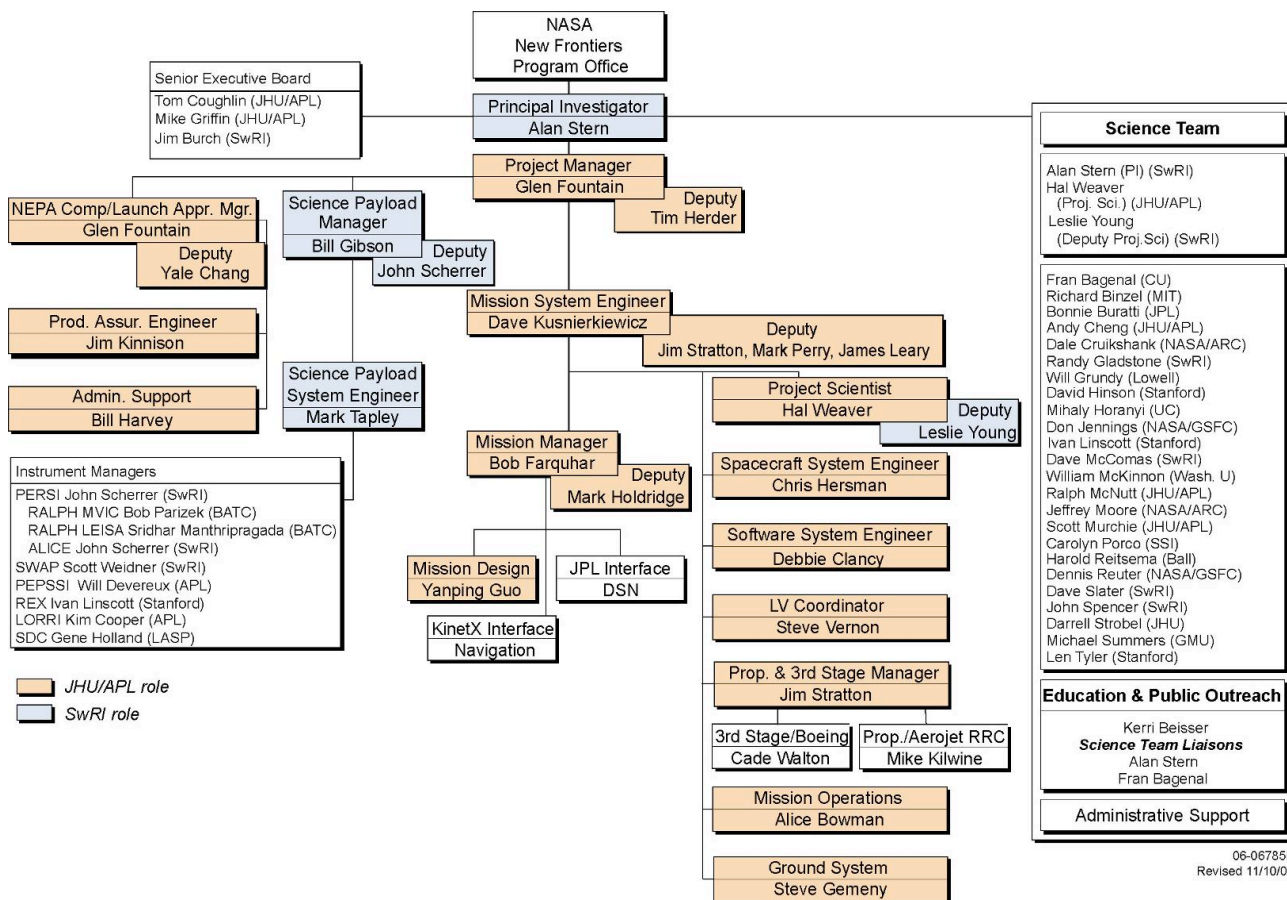 NASA
New Frontiers
Program Office
Senior Executive Board
Tom Coughlin (JHU/APL)
Mike Griffin (JHU/APL)
Jim Burch (SwRI)
Principal Investigator
Alan Stern
Project Manager
Glen Fountain
Deputy
Tim Herder
NEPA Comp/Launch Appr. Mgr.
Glen Fountain
Deputy
Yale Chang
Science Payload
Manager
Bill Gibson
Deputy
John Scherrer
Prod. Assur. Engineer
Jim Kinnison
Admin. Support
Bill Harvey
Science Payload
System Engineer
Mark Tapley
Instrument Managers
PERSI John Scherrer (SwRI)
RALPH MVIC Bob Parizek (BATC)
RALPH LEISA Sridhar Manthripragada (BATC)
ALICE John Scherrer (SwRI)
SWAP Scott Weidner (SwRI)
PEPSSI Will Devereux (APL)
REX Ivan Linscott (Stanford)
LORRI Kim Cooper (APL)
SDC Gene Holland (LASP)
JHU/APL role
SwRI role
Mission System Engineer
Dave Kusnierkiewicz
Deputy
Jim Stratton, Mark Perry, James Leary
Mission Manager
Bob Farquhar
Deputy
Mark Holdridge
Mission Design
Yanping Guo
JPL Interface
DSN
KinetX Interface
Navigation
Project Scientist
Hal Weaver
Deputy
Leslie Young
Spacecraft System Engineer
Chris Hersman
Software System Engineer
Debbie Clancy
LV Coordinator
Steve Vernon
Prop. & 3rd Stage Manager
Jim Stratton
3rd Stage/Boeing
Cade Walton
Prop./Aerojet RRC
Mike Kilwine
Mission Operations
Alice Bowman
Ground System
Steve Gemeny
Science Team
Alan Stern (PI) (SwRI)
Hal Weaver
(Proj. Sci.) (JHU/APL)
Leslie Young
(Deputy Proj.Sci) (SwRI)
Fran Bagenal (CU)
Richard Binzel (MIT)
Bonnie Buratti (JPL)
Andy Cheng (JHU/APL)
Dale Cruikshank (NASA/ARC)
Randy Gladstone (SwRI)
Will Grundy (Lowell)
David Hinson (Stanford)
Mihaly Horanyi (UC)
Don Jennings (NASA/GSFC)
Ivan Linscott (Stanford)
Dave McComas (SwRI)
William McKinnon (Wash. U)
Ralph McNutt (JHU/APL)
Jeffrey Moore (NASA/ARC)
Scott Murchie (JHU/APL)
Carolyn Porco (SSI)
Harold Reitsema (Ball)
Dennis Reuter (NASA/GSFC)
Dave Slater (SwRI)
John Spencer (SwRI)
Darrell Strobel (JHU)
Michael Summers (GMU)
Len Tyler (Stanford)
Education & Public Outreach
Kerri Beisser
Science Team Liaisons
Alan Stern
Fran Bagenal
Administrative Support
06-06785
Revised 11/10/0